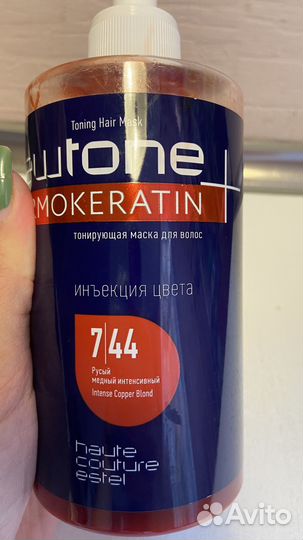 Toning Hair Mask
wtone
RMOKERATIN
тонирующая маска для волос
инъекция цвета
7/44
Русый
медный интенсивный
Intense Copper Blond
haute
couture
estel
Avito